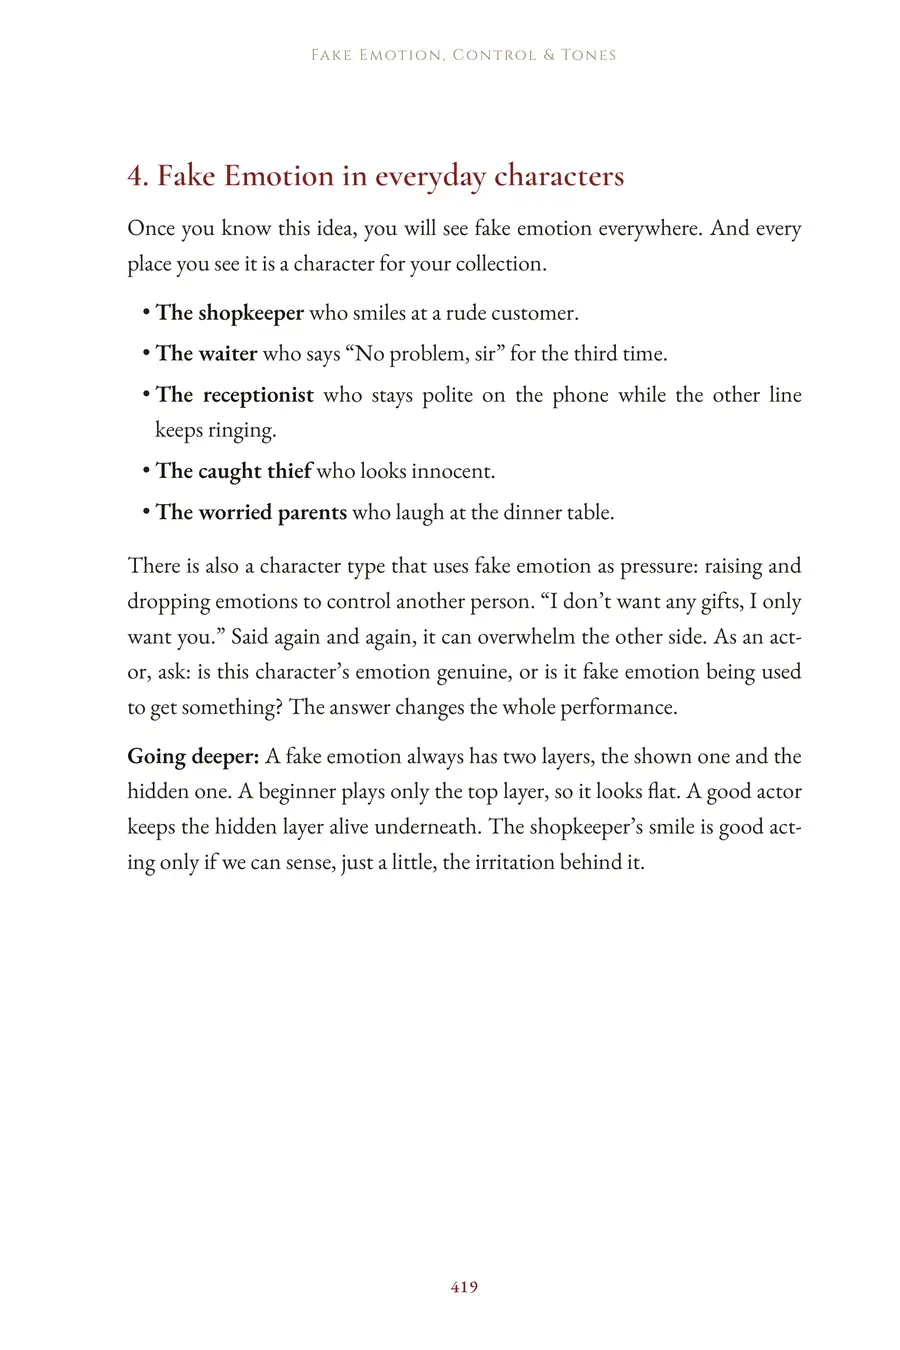 Fake Emotion, Control & Tones
4. Fake Emotion in everyday characters
Once you know this idea, you will see fake emotion everywhere. And every
place you see it is a character for your collection.
• The shopkeeper who smiles at a rude customer.
• The waiter who says “No problem, sir” for the third time.
• The receptionist who stays polite on the phone while the other line
keeps ringing.
• The caught thief who looks innocent.
• The worried parents who laugh at the dinner table.
There is also a character type that uses fake emotion as pressure: raising and
dropping emotions to control another person. “I don’t want any gifts, I only
want you.” Said again and again, it can overwhelm the other side. As an act-
or, ask: is this character’s emotion genuine, or is it fake emotion being used
to get something? The answer changes the whole performance.
Going deeper: A fake emotion always has two layers, the shown one and the
hidden one. A beginner plays only the top layer, so it looks flat. A good actor
keeps the hidden layer alive underneath. The shopkeeper’s smile is good act-
ing only if we can sense, just a little, the irritation behind it.
419